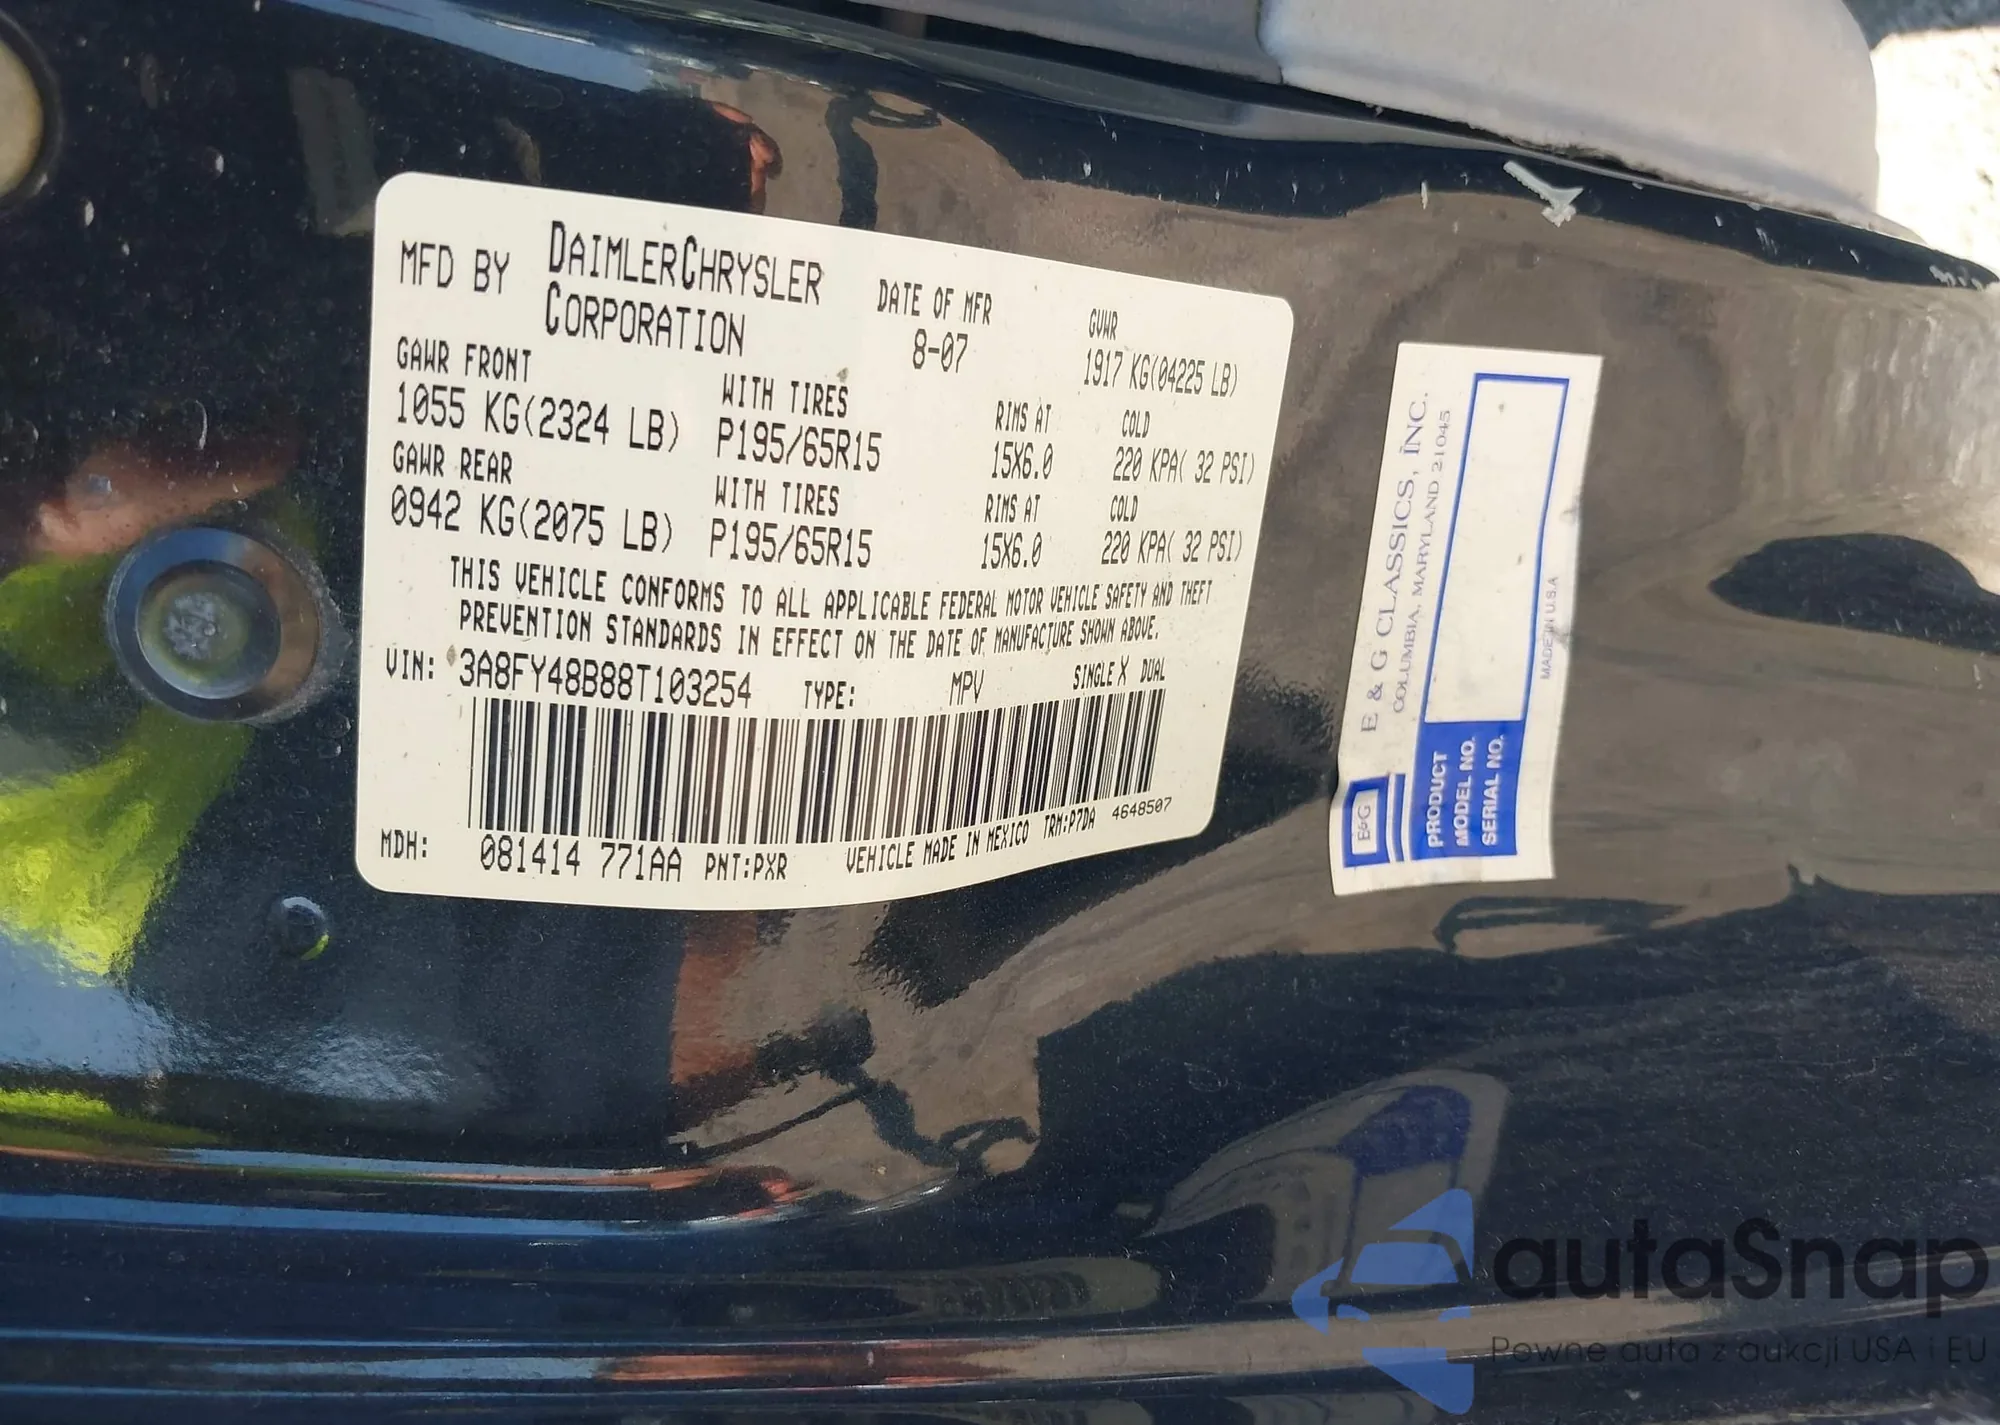 MFD BY DAIMLERCHRYSLER CORPORATION
DATE OF MFR
8-07
GVWR
1917 KG(04225 LB)
GAWR FRONT
1055 KG(2324 LB)
WITH TIRES
P195/65R15
RIMS AT
15X6.0
COLD
220 KPA( 32 PSI)
GAWR REAR
0942 KG(2075 LB)
WITH TIRES
P195/65R15
RIMS AT
15X6.0
COLD
220 KPA( 32 PSI)
THIS VEHICLE CONFORMS TO ALL APPLICABLE FEDERAL MOTOR VEHICLE SAFETY AND THEFT
PREVENTION STANDARDS IN EFFECT ON THE DATE OF MANUFACTURE SHOWN ABOVE.
VIN: 3A8FY48B88T103254 TYPE: MPV SINGLE X DUAL
MDH: 081414 771AA PNT:PXR VEHICLE MADE IN MEXICO TRM:P7DA 4648507
E&G
E & G CLASSICS, INC.
COLUMBIA, MARYLAND 21045
PRODUCT
MODEL NO.
SERIAL NO.
MADE IN U.S.A
autaSnap
Pewne auta z aukcji USA i EU